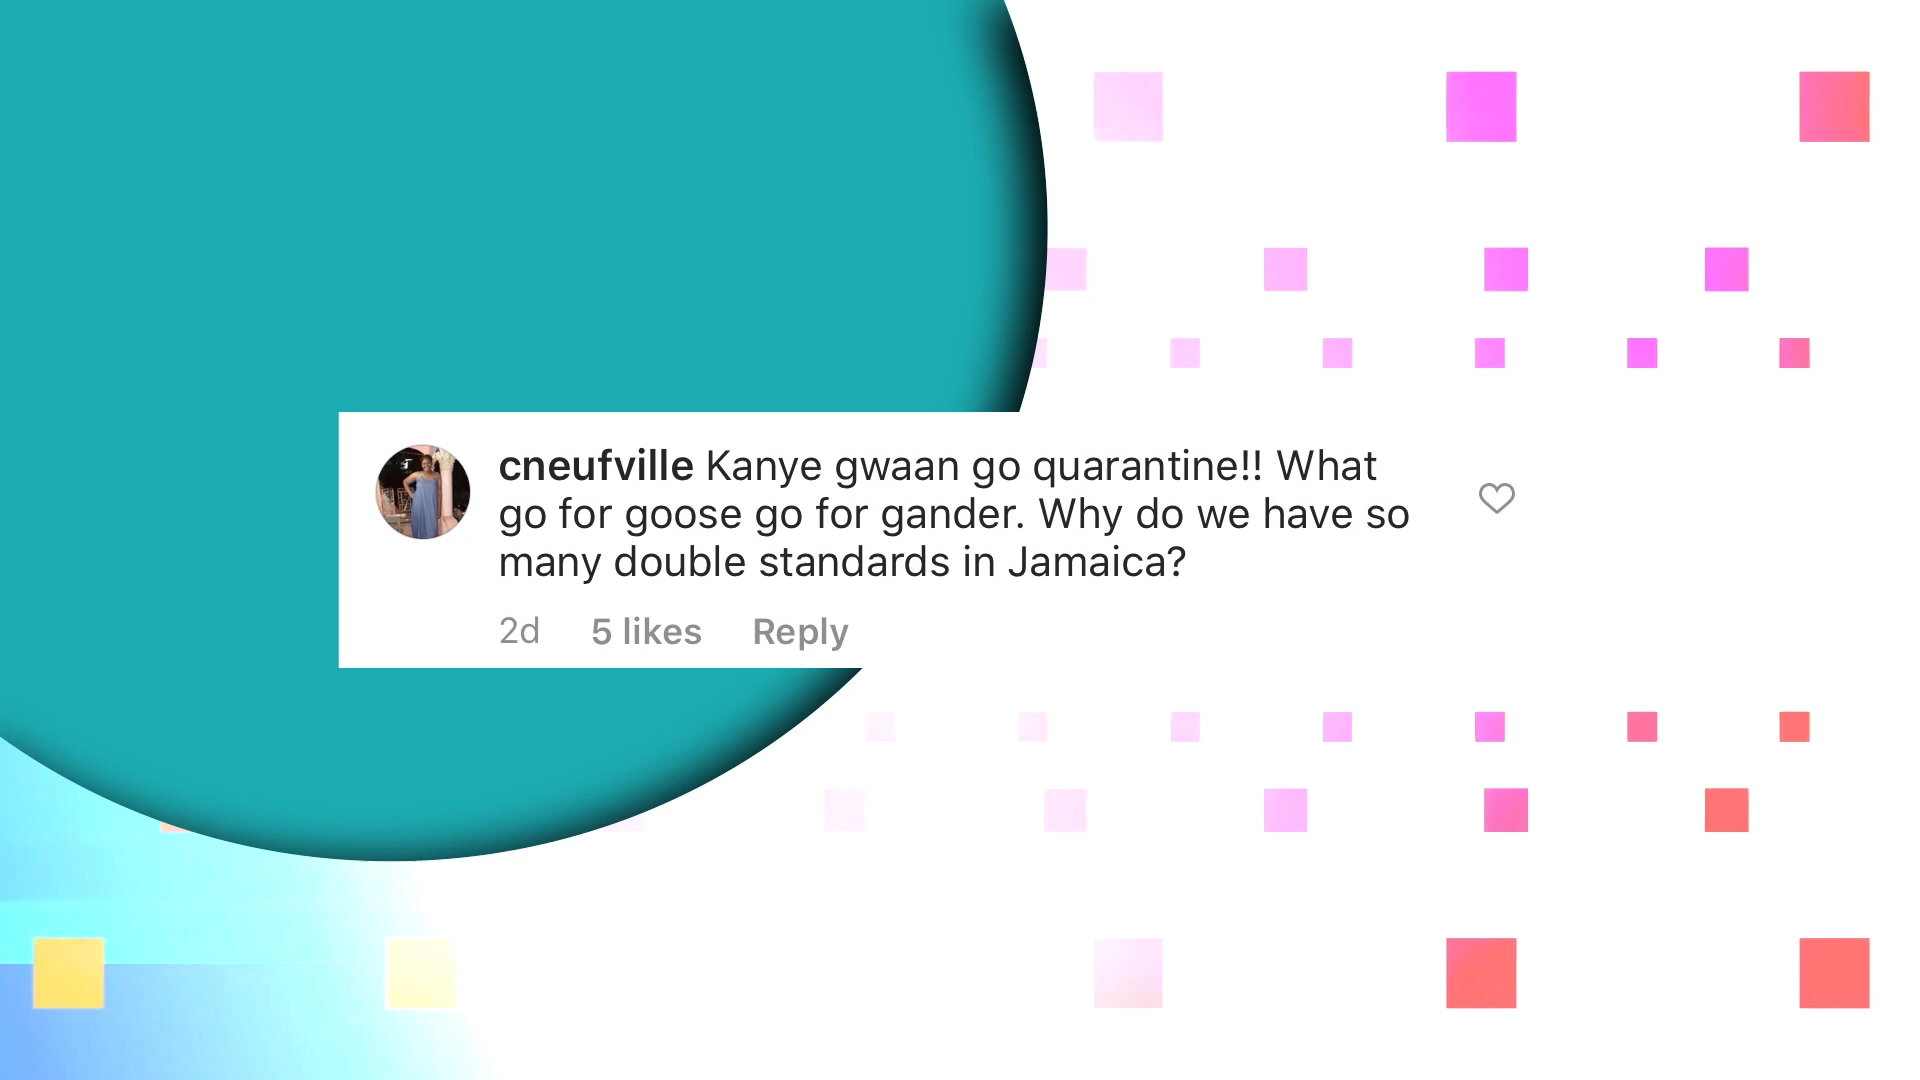 cneufville Kanye gwaan go quarantine!! What
go for goose go for gander. Why do we have so
many double standards in Jamaica?
2d 5 likes Reply